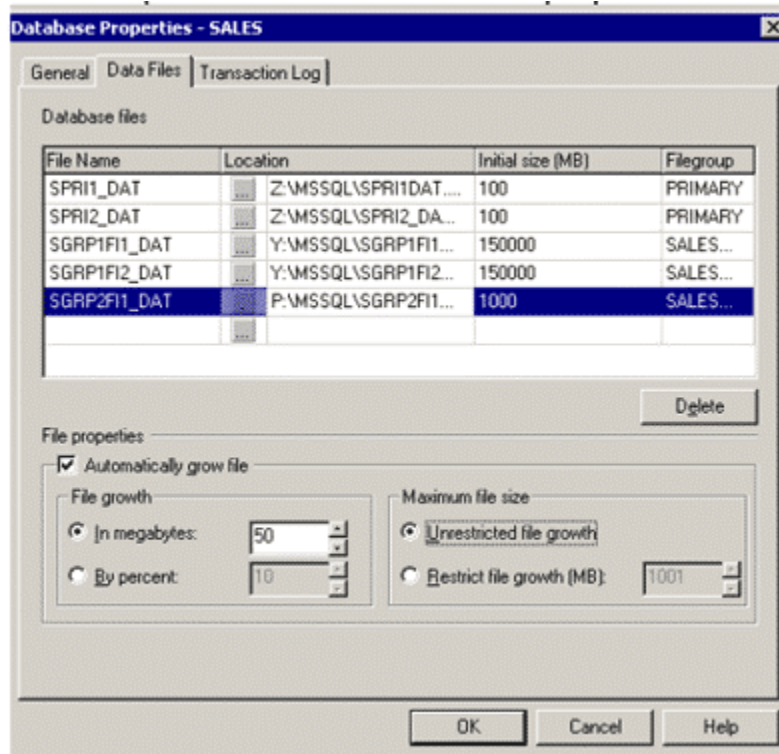 Database Properties - SALES
General Data Files Transaction Log
Database files
File Name Location Initial size (MB) Filegroup
SPRI1_DAT ... Z:\MSSQL\SPRI1DAT.... 100 PRIMARY
SPRI2_DAT ... Z:\MSSQL\SPRI2_DA... 100 PRIMARY
SGRP1FI1_DAT ... Y:\MSSQL\SGRP1FI1... 150000 SALES...
SGRP1FI2_DAT ... Y:\MSSQL\SGRP1FI2... 150000 SALES...
SGRP2FI1_DAT ... P:\MSSQL\SGRP2FI1... 1000 SALES...
...
Delete
File properties
Automatically grow file
File growth Maximum file size
In megabytes: 50 Unrestricted file growth
By percent: 10 Restrict file growth (MB): 1001
OK Cancel Help